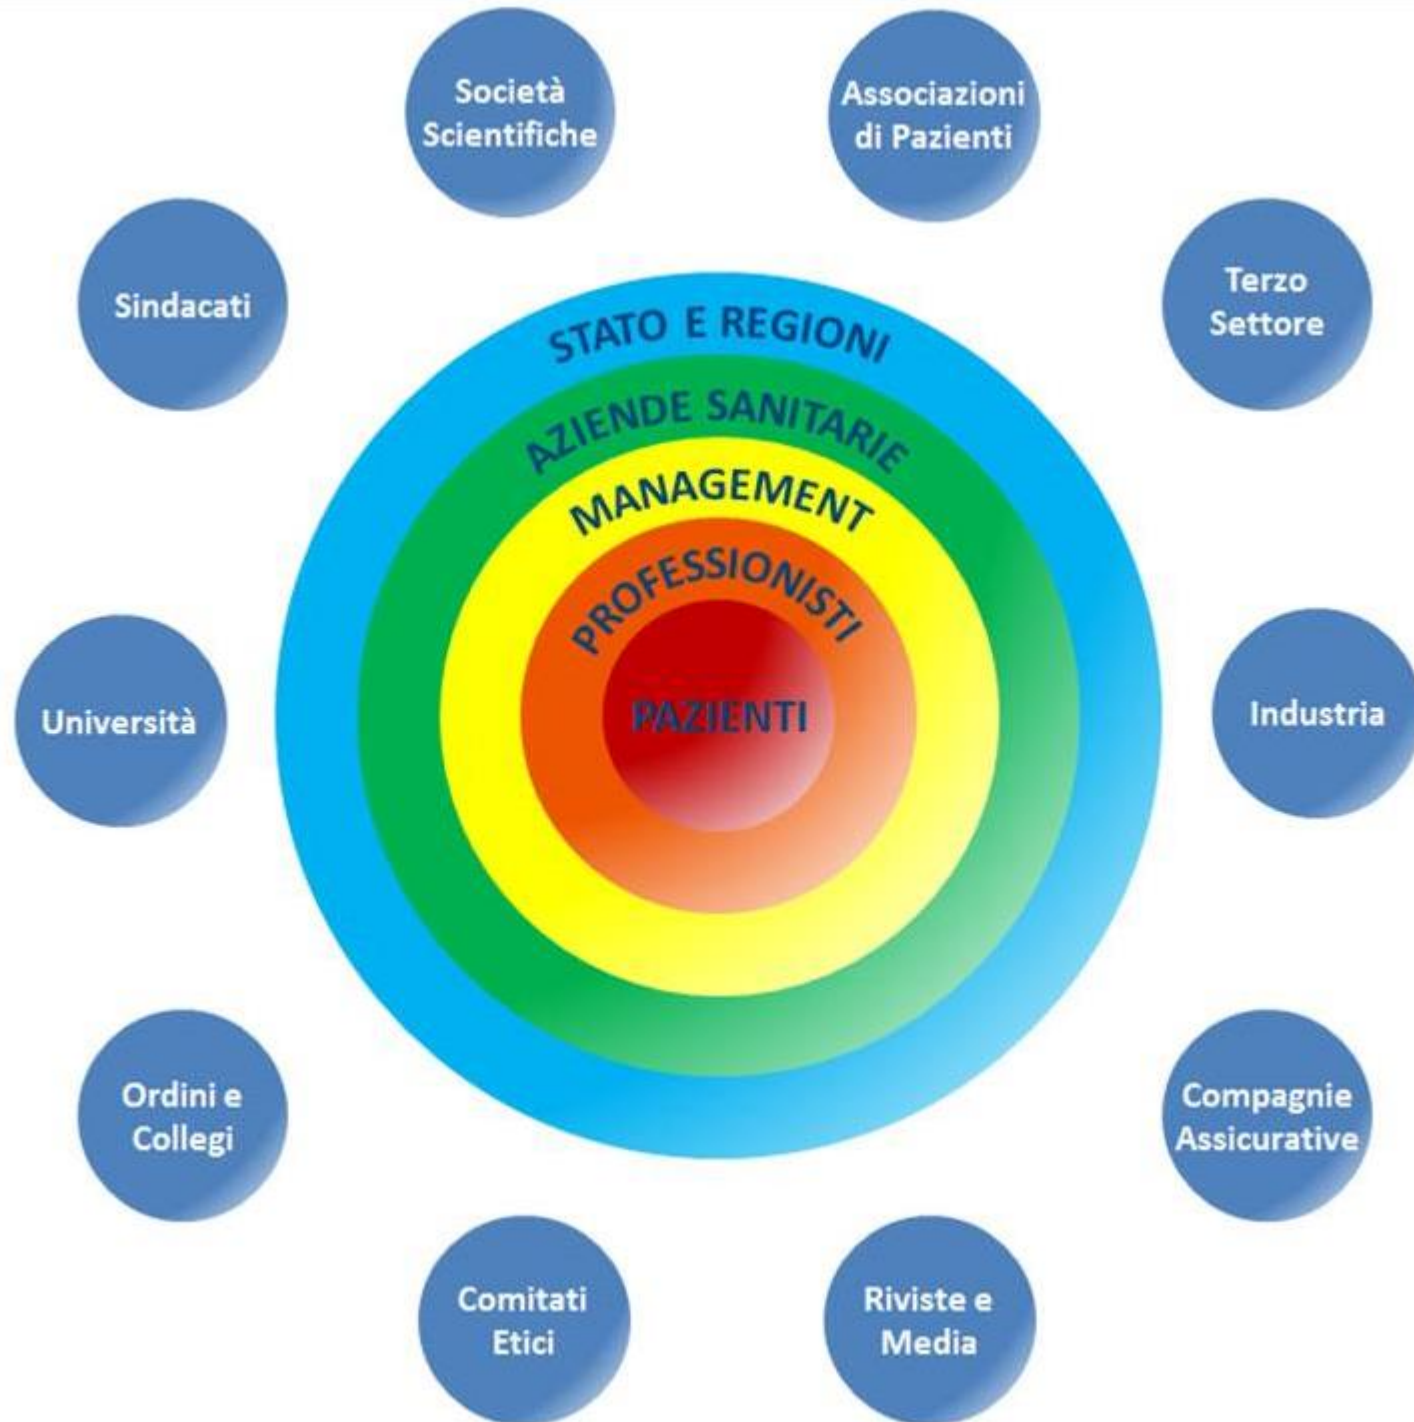 Società
Scientifiche
Associazioni
di Pazienti
Sindacati
Terzo
Settore
STATO E REGIONI
AZIENDE SANITARIE
MANAGEMENT
PROFESSIONISTI
PAZIENTI
Università
Industria
Ordini e
Collegi
Compagnie
Assicurative
Comitati
Etici
Riviste e
Media